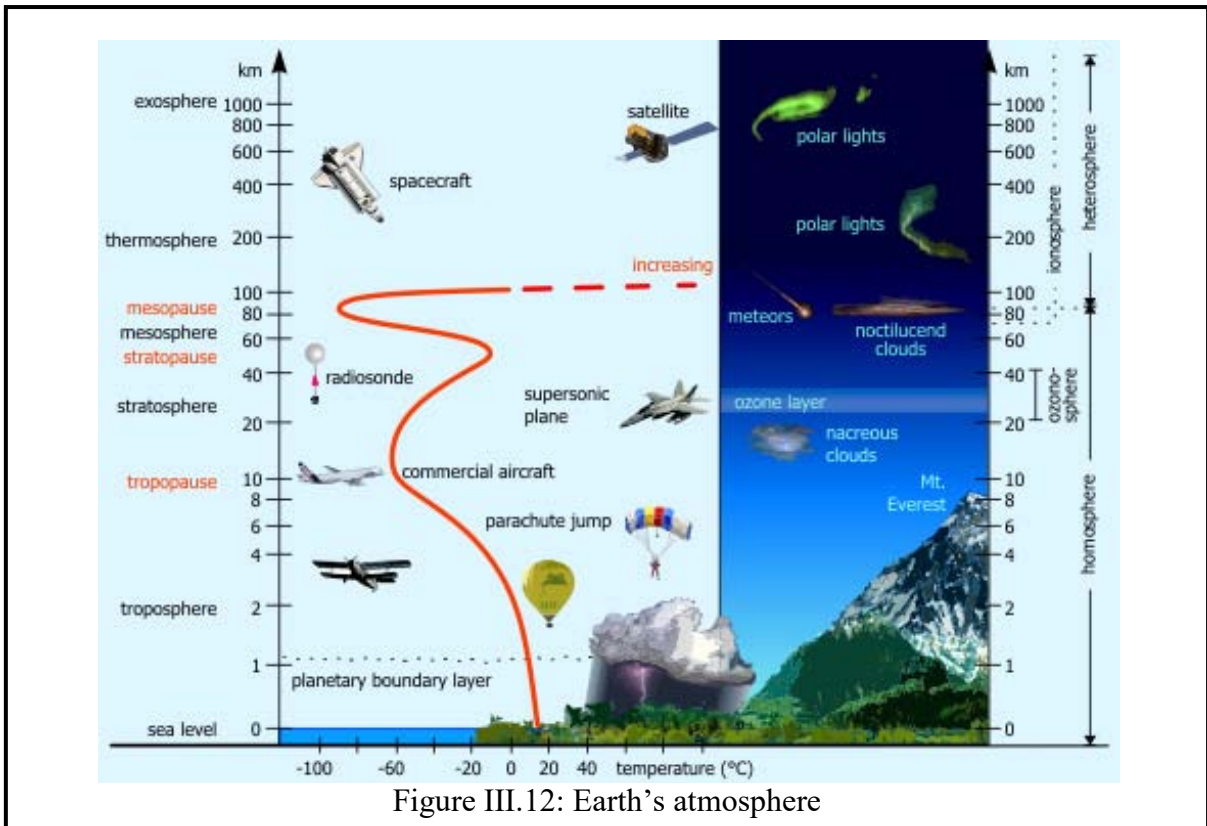 km
exosphere
1000
800
600
400
thermosphere
200
100
mesopause
80
mesosphere
60
stratopause
40
stratosphere
20
tropopause
10
8
6
4
troposphere
2
1
sea level
0
spacecraft
satellite
increasing
radiosonde
supersonic
plane
commercial aircraft
parachute jump
planetary boundary layer
polar lights
polar lights
meteors
noctilucend
clouds
ozone layer
nacreous
clouds
Mt.
Everest
km
1000
800
600
400
200
100
80
60
40
20
10
8
6
4
2
1
0
ionosphere
ozono-
sphere
heterosphere
homosphere
-100 -60 -20 0 20 40 temperature (°C)
Figure III.12: Earth’s atmosphere